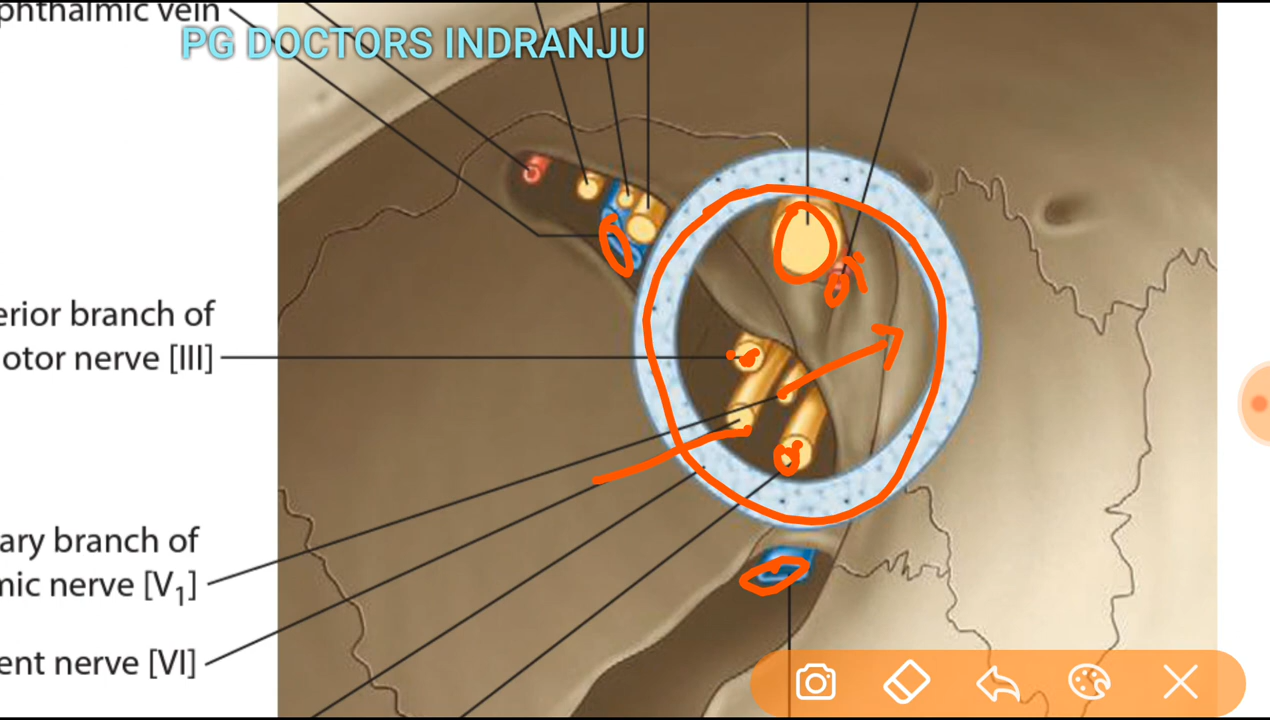 phthalmic vein
PG DOCTORS INDRANJU
erior branch of
otor nerve [III]
ary branch of
mic nerve [V₁]
ent nerve [VI]